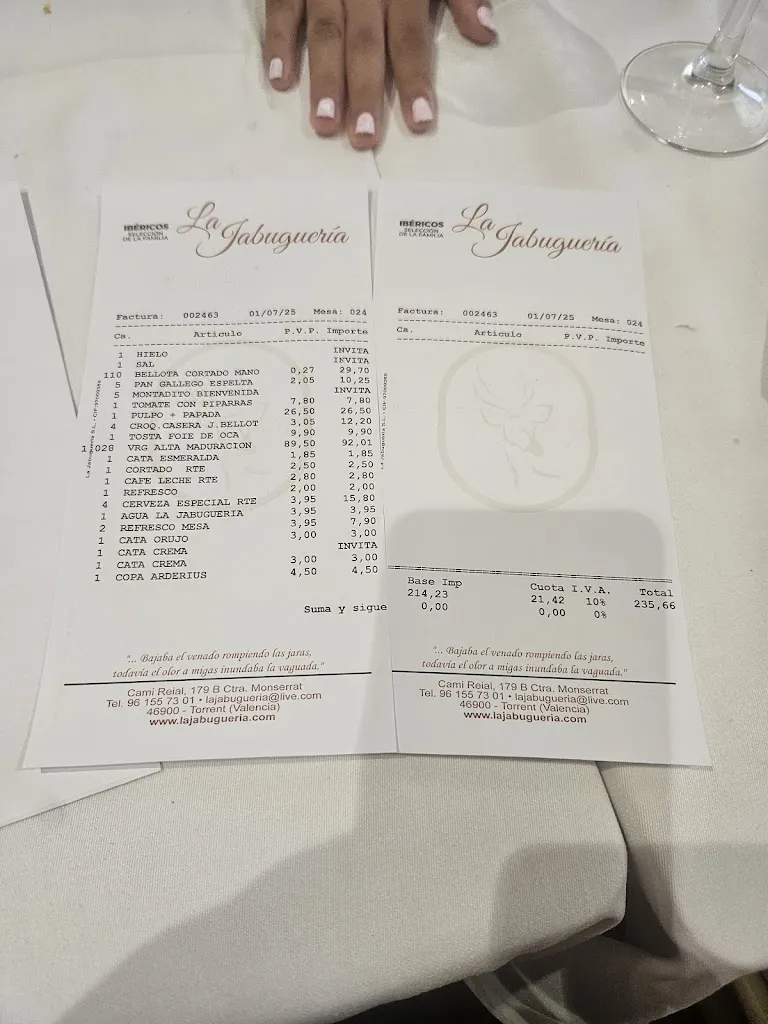 IBÉRICOS
SELECCIÓN
DE LA FAMILIA
La Jabuguería
Factura: 002463 01/07/25 Mesa: 024
Ca. Articulo P.V.P. Importe
1 HIELO INVITA
1 SAL INVITA
110 BELLOTA CORTADO MANO 0,27 29,70
5 PAN GALLEGO ESPELTA 2,05 10,25
5 MONTADITO BIENVENIDA INVITA
1 TOMATE CON PIPARRAS 7,80 7,80
1 PULPO + PAPADA 26,50 26,50
4 CROQ.CASERA J.BELLOT 3,05 12,20
1 TOSTA FOIE DE OCA 9,90 9,90
1,028 VRG ALTA MADURACION 89,50 92,01
1 CATA ESMERALDA 1,85 1,85
1 CORTADO RTE 2,50 2,50
1 CAFE LECHE RTE 2,80 2,80
1 REFRESCO 2,00 2,00
4 CERVEZA ESPECIAL RTE 3,95 15,80
1 AGUA LA JABUGUERIA 3,95 3,95
2 REFRESCO MESA 3,95 7,90
1 CATA ORUJO 3,00 3,00
1 CATA CREMA INVITA
1 CATA CREMA 3,00 3,00
1 COPA ARDERIUS 4,50 4,50
Suma y sigue
"... Bajaba el venado rompiendo las jaras,
todavía el olor a migas inundaba la vaguada."
Camí Reial, 179 B Ctra. Monserrat
Tel. 96 155 73 01 • lajabugueria@live.com
46900 - Torrent (Valencia)
www.lajabugueria.com
IBÉRICOS
SELECCIÓN
DE LA FAMILIA
La Jabuguería
Factura: 002463 01/07/25 Mesa: 024
Ca. Articulo P.V.P. Importe
Base Imp Cuota I.V.A. Total
214,23 21,42 10% 235,66
0,00 0,00 0%
"... Bajaba el venado rompiendo las jaras,
todavía el olor a migas inundaba la vaguada."
Camí Reial, 179 B Ctra. Monserrat
Tel. 96 155 73 01 • lajabugueria@live.com
46900 - Torrent (Valencia)
www.lajabugueria.com